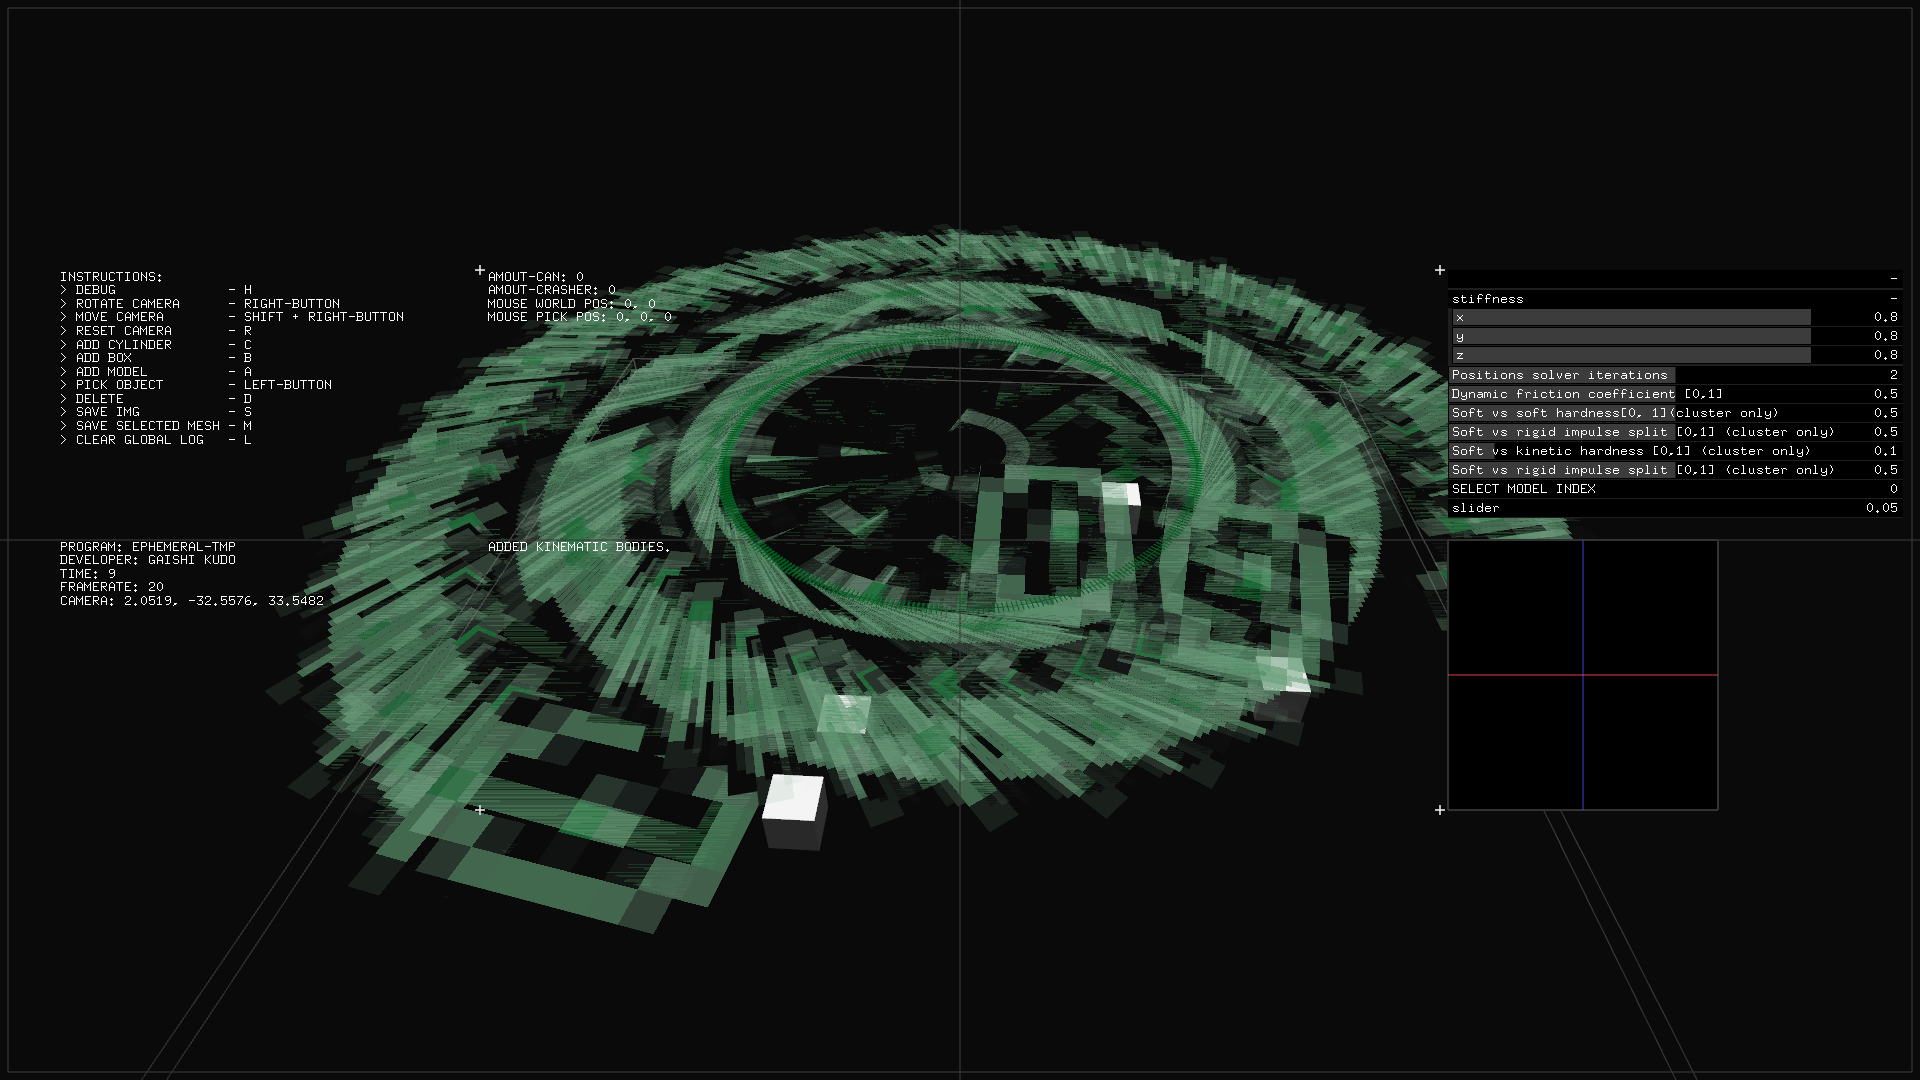 INSTRUCTIONS:
> DEBUG - H
> ROTATE CAMERA - RIGHT-BUTTON
> MOVE CAMERA - SHIFT + RIGHT-BUTTON
> RESET CAMERA - R
> ADD CYLINDER - C
> ADD BOX - B
> ADD MODEL - A
> PICK OBJECT - LEFT-BUTTON
> DELETE - D
> SAVE IMG - S
> SAVE SELECTED MESH - M
> CLEAR GLOBAL LOG - L
AMOUT-CAN: 0
AMOUT-CRASHER: 0
MOUSE WORLD POS: 0, 0
MOUSE PICK POS: 0, 0, 0
-
stiffness -
x 0.8
y 0.8
z 0.8
Positions solver iterations 2
Dynamic friction coefficient [0,1] 0.5
Soft vs soft hardness[0, 1](cluster only) 0.5
Soft vs rigid impulse split [0,1] (cluster only) 0.5
Soft vs kinetic hardness [0,1] (cluster only) 0.1
Soft vs rigid impulse split [0,1] (cluster only) 0.5
SELECT MODEL INDEX 0
slider 0.05
PROGRAM: EPHEMERAL-TMP
DEVELOPER: GAISHI KUDO
TIME: 9
FRAMERATE: 20
CAMERA: 2.0519, -32.5576, 33.5482
ADDED KINEMATIC BODIES.